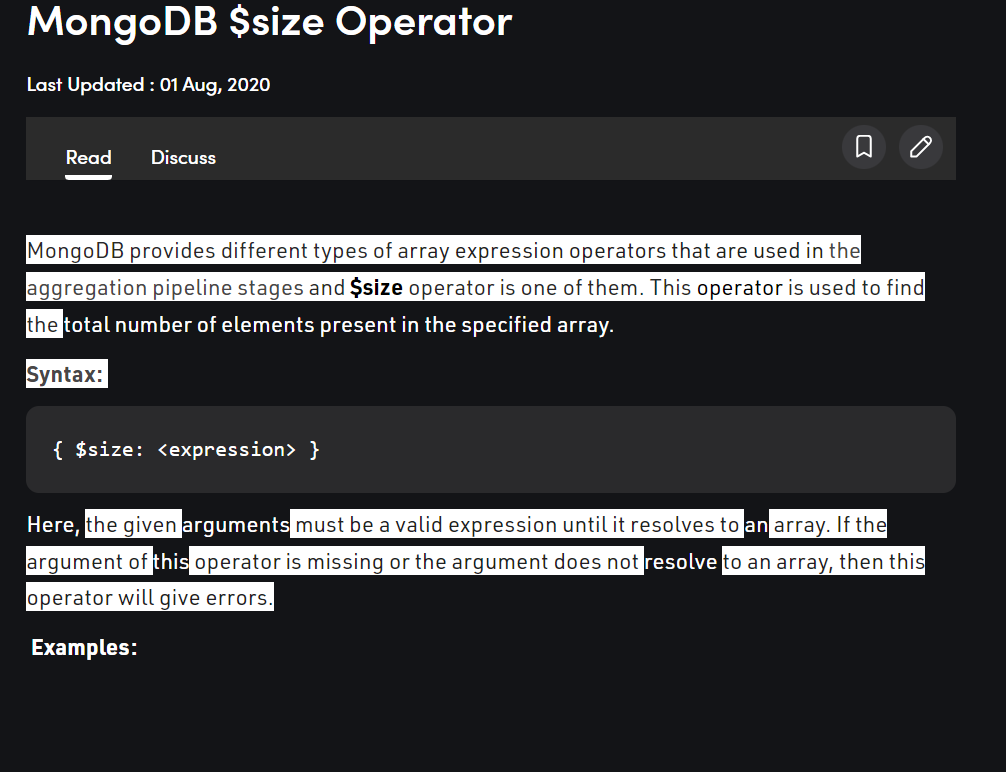 MongoDB $size Operator
Last Updated : 01 Aug, 2020
Read Discuss
MongoDB provides different types of array expression operators that are used in the
aggregation pipeline stages and $size operator is one of them. This operator is used to find
the total number of elements present in the specified array.
Syntax:
{ $size: <expression> }
Here, the given arguments must be a valid expression until it resolves to an array. If the
argument of this operator is missing or the argument does not resolve to an array, then this
operator will give errors.
Examples: